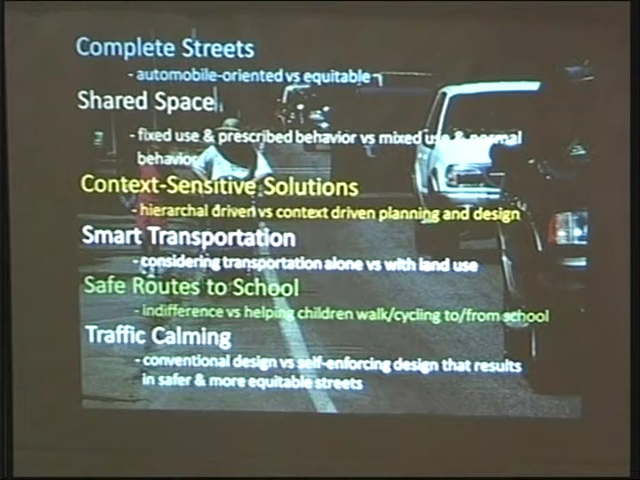 Complete Streets
- automobile-oriented vs equitable
Shared Space
- fixed use & prescribed behavior vs mixed use & normal
behavior
Context-Sensitive Solutions
- hierarchal driven vs context driven planning and design
Smart Transportation
- considering transportation alone vs with land use
Safe Routes to School
- indifference vs helping children walk/cycling to/from school
Traffic Calming
- conventional design vs self-enforcing design that results
in safer & more equitable streets